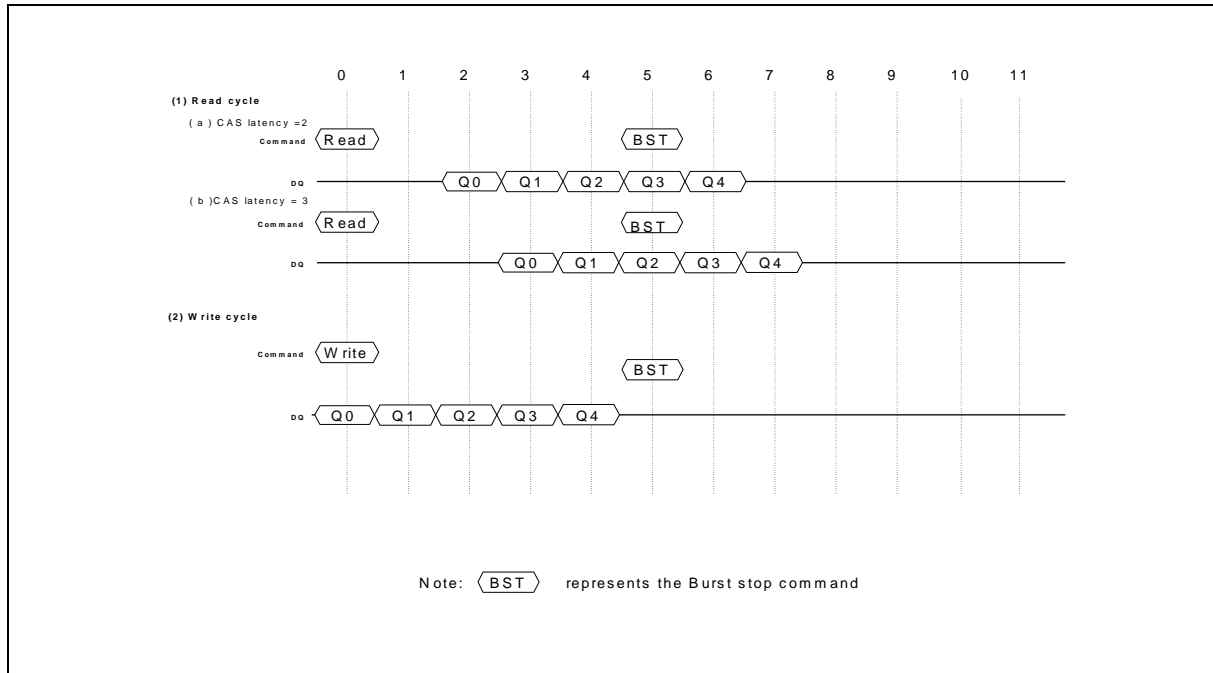 0 1 2 3 4 5 6 7 8 9 10 11
(1) Read cycle
( a ) CAS latency =2
Command Read BST
DQ Q0 Q1 Q2 Q3 Q4
( b )CAS latency = 3
Command Read BST
DQ Q0 Q1 Q2 Q3 Q4
(2) Write cycle
Command Write BST
DQ Q0 Q1 Q2 Q3 Q4
Note: BST represents the Burst stop command